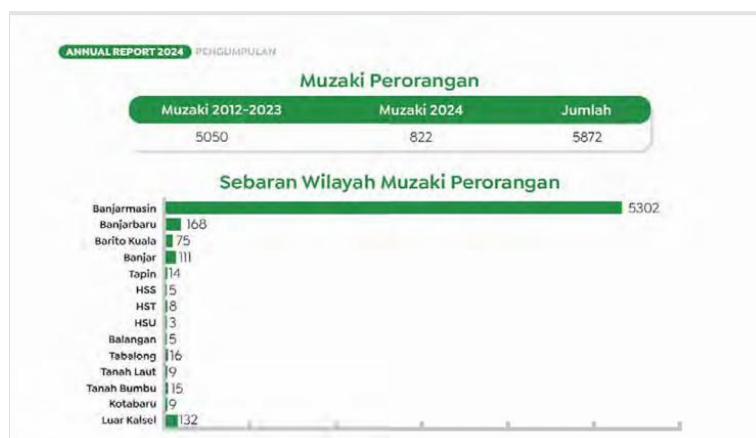 ANNUAL REPORT 2024 PENGUMPULAN
Muzaki Perorangan
Muzaki 2012-2023 Muzaki 2024 Jumlah
5050 822 5872
Sebaran Wilayah Muzaki Perorangan
Banjarmasin 5302
Banjarbaru 168
Barito Kuala 75
Banjar 111
Tapin 14
HSS 5
HST 8
HSU 3
Balangan 5
Tabalong 16
Tanah Laut 9
Tanah Bumbu 15
Kotabaru 9
Luar Kalsel 132